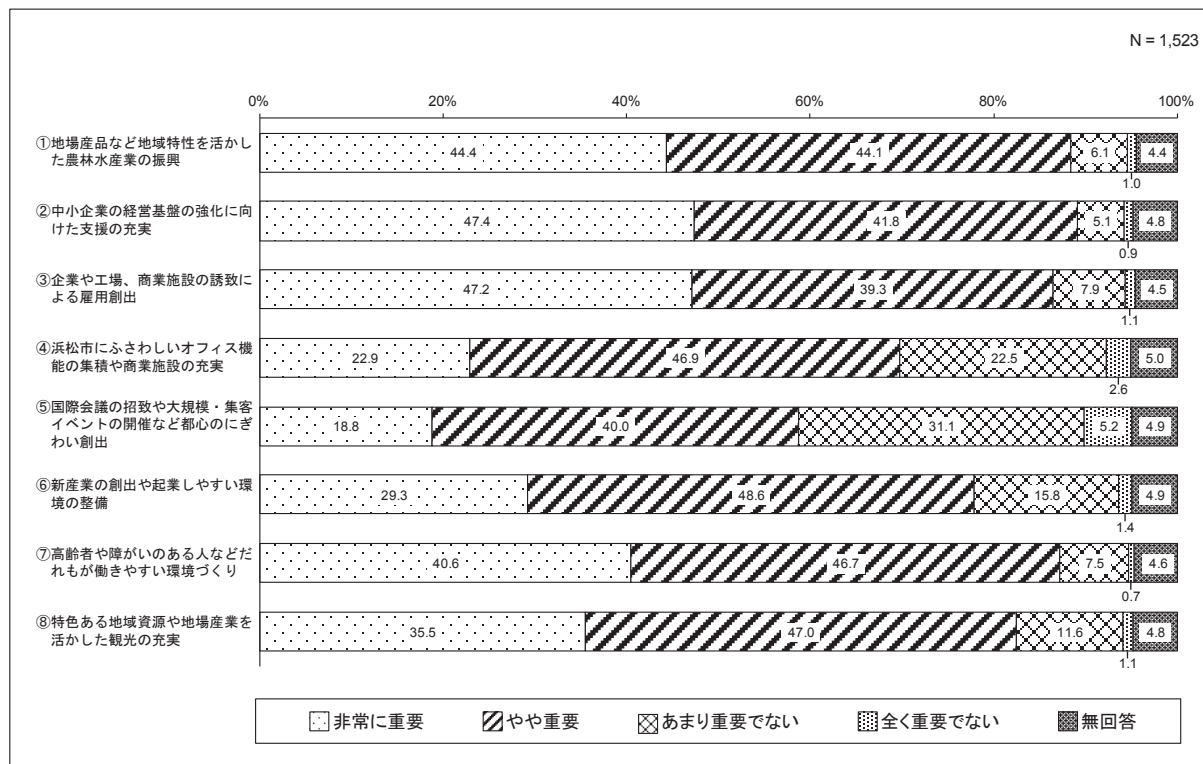 N = 1,523
0%
20%
40%
60%
80%
100%
①地場産品など地域特性を活かし
た農林水産業の振興
44.4
44.1
6.1
1.0
4.4
②中小企業の経営基盤の強化に向
けた支援の充実
47.4
41.8
5.1
0.9
4.8
③企業や工場、商業施設の誘致
による雇用創出
47.2
39.3
7.9
1.1
4.5
④浜松市にふさわしいオフィス機
能の集積や商業施設の充実
22.9
46.9
22.5
2.6
5.0
⑤国際会議の招致や大規模・集客
イベントの開催など都心のにぎ
わい創出
18.8
40.0
31.1
5.2
4.9
⑥新産業の創出や起業しやすい環
境の整備
29.3
48.6
15.8
1.4
4.9
⑦高齢者や障がいのある人などだ
れもが働きやすい環境づくり
40.6
46.7
7.5
0.7
4.6
⑧特色ある地域資源や地場産業を
活かした観光の充実
35.5
47.0
11.6
1.1
4.8
非常に重要
やや重要
あまり重要でない
全く重要でない
無回答